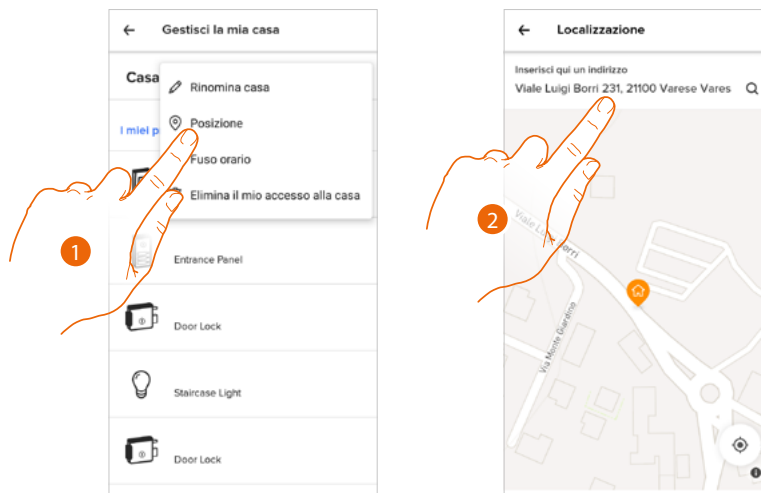 Gestisci la mia casa
Casa
Rinomina casa
Posizione
I miei p
Fuso orario
Elimina il mio accesso alla casa
1
Entrance Panel
Door Lock
Staircase Light
Door Lock
Localizzazione
Inserisci qui un indirizzo
Viale Luigi Borri 231, 21100 Varese Vares
2
Viale Lu Borri
Via Monte Giardino